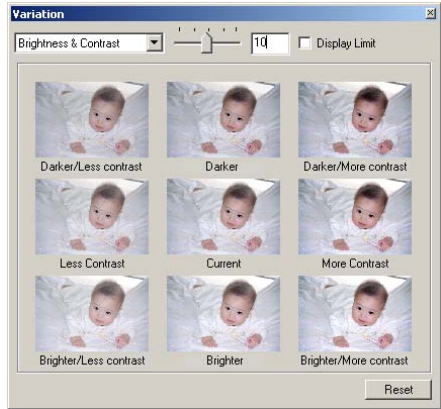 Variation
Brightness & Contrast 10 Display Limit
Darker/Less contrast Darker Darker/More contrast
Less Contrast Current More Contrast
Brighter/Less contrast Brighter Brighter/More contrast
Reset